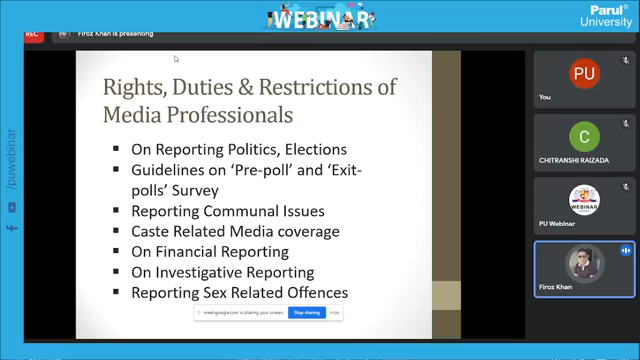 WEBINAR
Parul®
University
REC
Firoz Khan is presenting
Rights, Duties & Restrictions of
Media Professionals
On Reporting Politics, Elections
Guidelines on 'Pre-poll' and 'Exit-
polls' Survey
Reporting Communal Issues
Caste Related Media coverage
On Financial Reporting
On Investigative Reporting
Reporting Sex Related Offences
meet.google.com is sharing your screen.
Stop sharing
Hide
PU
You
C
CHITRANSHI RAIZADA
WEBINAR
PU Webinar
Firoz Khan
/puwebinar